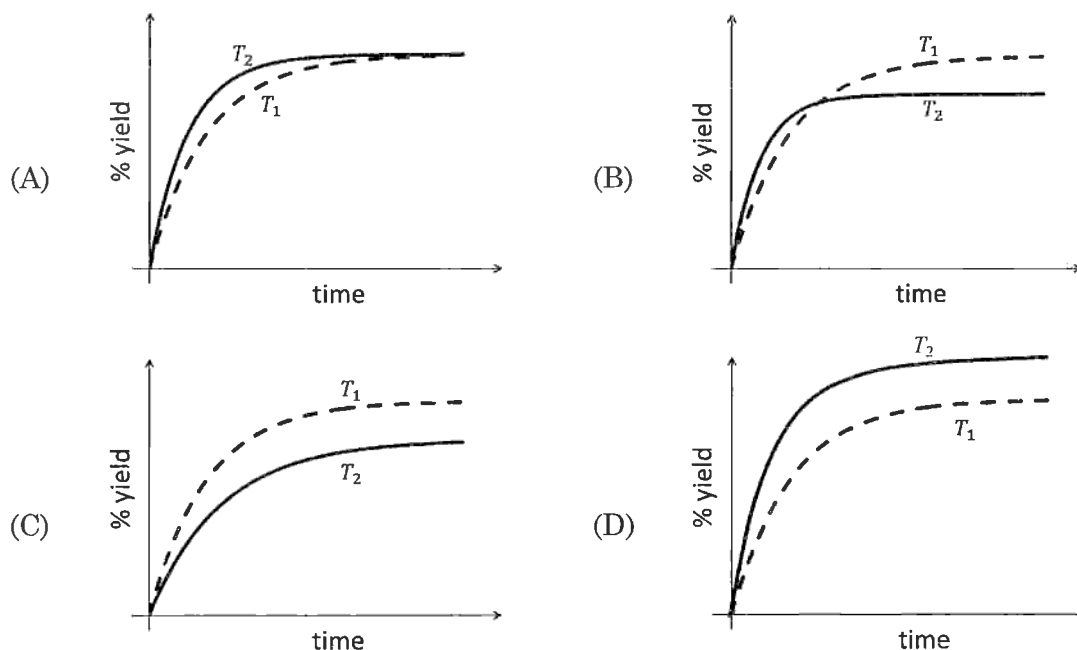 (A)
% yield
T₂
T₁
time
(B)
% yield
T₁
T₂
time
(C)
% yield
T₁
T₂
time
(D)
% yield
T₂
T₁
time